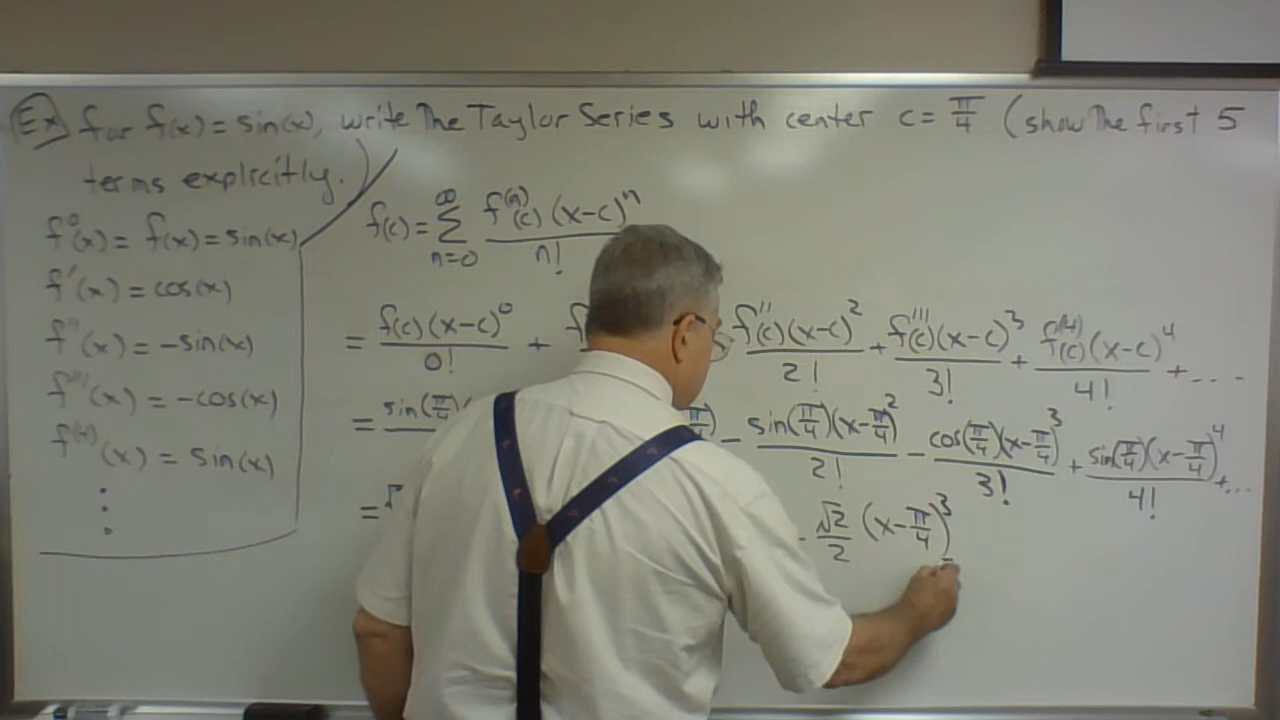 Ex for f(x) = sin(x), write The Taylor Series with center c = π/4 (show The first 5
terms explicitly.)
f⁰(x) = f(x) = sin(x)
f'(x) = cos(x)
f''(x) = -sin(x)
f'''(x) = -cos(x)
f⁽⁴⁾(x) = sin(x)
⋮
f(c) = ∞ Σ n=0 f⁽ⁿ⁾(c) (x-c)ⁿ / n!
= f(c) (x-c)⁰ / 0! + f''(c)(x-c)² / 2! + f'''(c)(x-c)³ / 3! + f⁽⁴⁾(c) (x-c)⁴ / 4! + ....
= sin(π/4) - sin(π/4)(x-π/4)² / 2! - cos(π/4)(x-π/4)³ / 3! + sin(π/4)(x-π/4)⁴ / 4! + ...
= √ - √2/2 (x-π/4)³